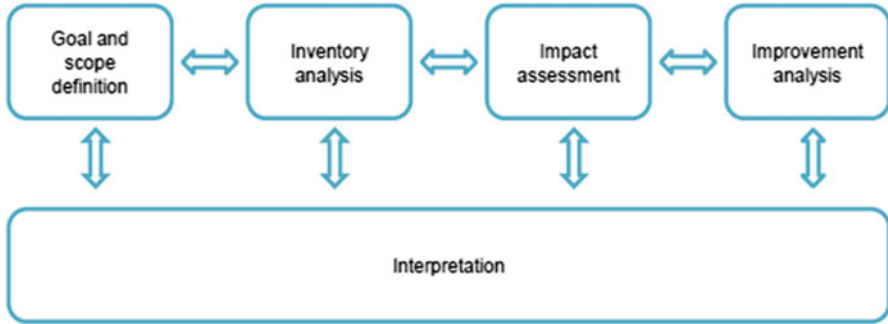 Goal and
scope
definition
Inventory
analysis
Impact
assessment
Improvement
analysis
Interpretation